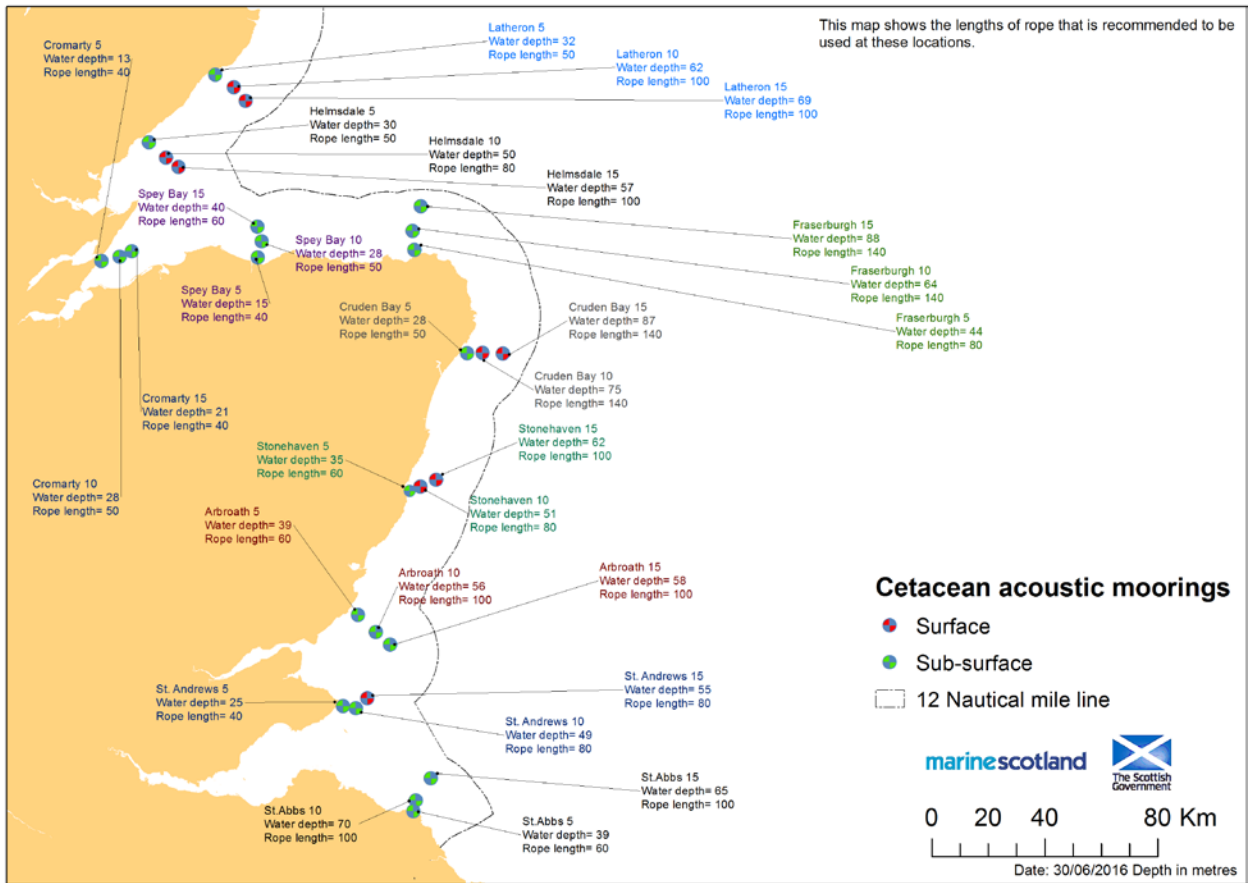 This map shows the lengths of rope that is recommended to be
used at these locations.
Cromarty 5
Water depth= 13
Rope length= 40
Latheron 5
Water depth= 32
Rope length= 50
Latheron 10
Water depth= 62
Rope length= 100
Latheron 15
Water depth= 69
Rope length= 100
Helmsdale 5
Water depth= 30
Rope length= 50
Helmsdale 10
Water depth= 50
Rope length= 80
Helmsdale 15
Water depth= 57
Rope length= 100
Spey Bay 15
Water depth= 40
Rope length= 60
Spey Bay 10
Water depth= 28
Rope length= 50
Spey Bay 5
Water depth= 15
Rope length= 40
Fraserburgh 15
Water depth= 88
Rope length= 140
Fraserburgh 10
Water depth= 64
Rope length= 140
Fraserburgh 5
Water depth= 44
Rope length= 80
Cruden Bay 5
Water depth= 28
Rope length= 50
Cruden Bay 15
Water depth= 87
Rope length= 140
Cruden Bay 10
Water depth= 75
Rope length= 140
Cromarty 15
Water depth= 21
Rope length= 40
Cromarty 10
Water depth= 28
Rope length= 50
Stonehaven 5
Water depth= 35
Rope length= 60
Stonehaven 15
Water depth= 62
Rope length= 100
Stonehaven 10
Water depth= 51
Rope length= 80
Arbroath 5
Water depth= 39
Rope length= 60
Arbroath 10
Water depth= 56
Rope length= 100
Arbroath 15
Water depth= 58
Rope length= 100
St. Andrews 5
Water depth= 25
Rope length= 40
St. Andrews 15
Water depth= 55
Rope length= 80
St. Andrews 10
Water depth= 49
Rope length= 80
St.Abbs 15
Water depth= 65
Rope length= 100
St.Abbs 10
Water depth= 70
Rope length= 100
St.Abbs 5
Water depth= 39
Rope length= 60
Cetacean acoustic moorings
Surface
Sub-surface
12 Nautical mile line
marinescotland
The Scottish
Government
0 20 40 80 Km
Date: 30/06/2016 Depth in metres